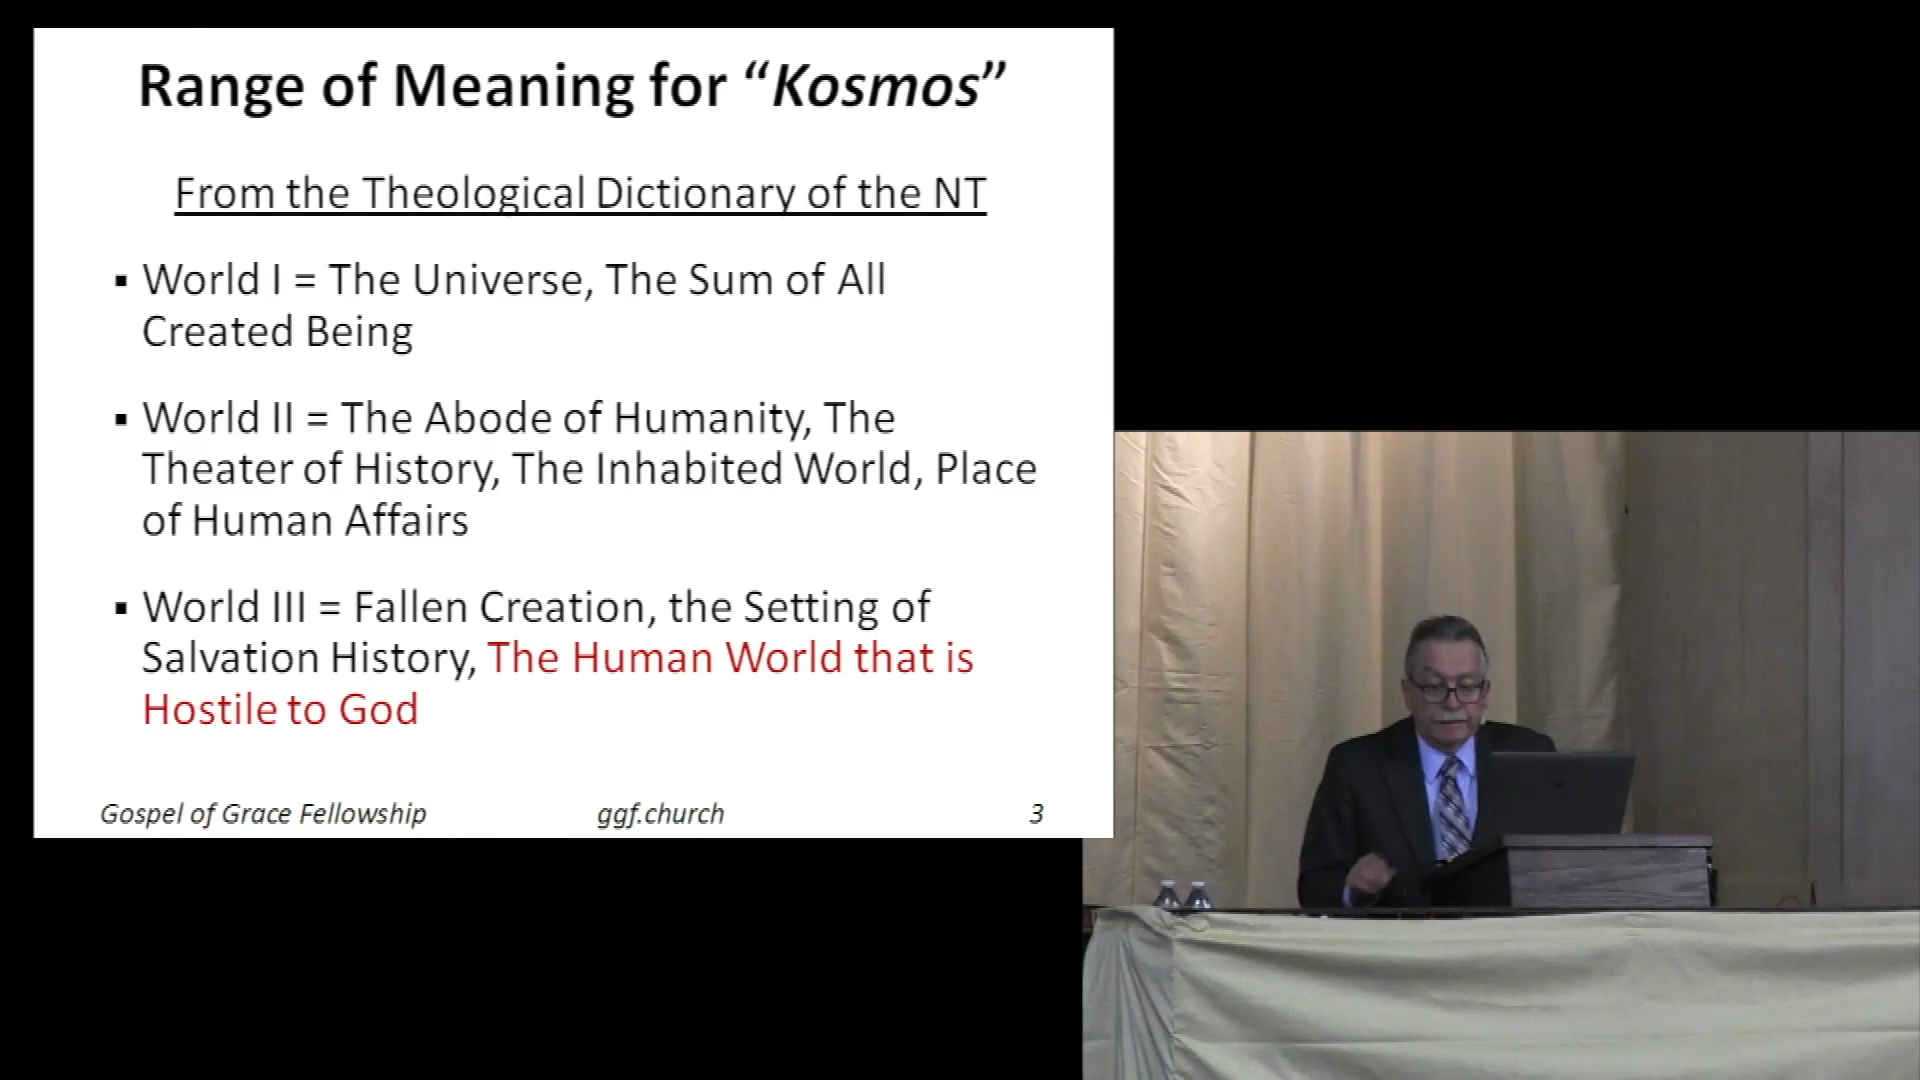 Range of Meaning for “Kosmos”
From the Theological Dictionary of the NT
▪ World I = The Universe, The Sum of All
Created Being
▪ World II = The Abode of Humanity, The
Theater of History, The Inhabited World, Place
of Human Affairs
▪ World III = Fallen Creation, the Setting of
Salvation History, The Human World that is
Hostile to God
Gospel of Grace Fellowship ggf.church 3